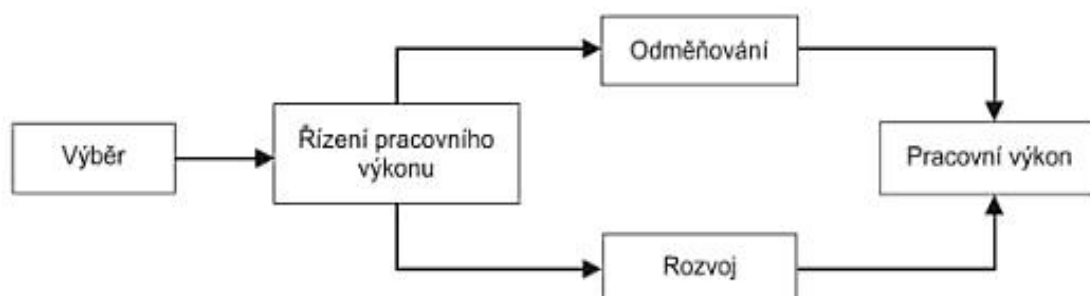 Odměňování
Výběr
Řízení pracovního
výkonu
Pracovní výkon
Rozvoj